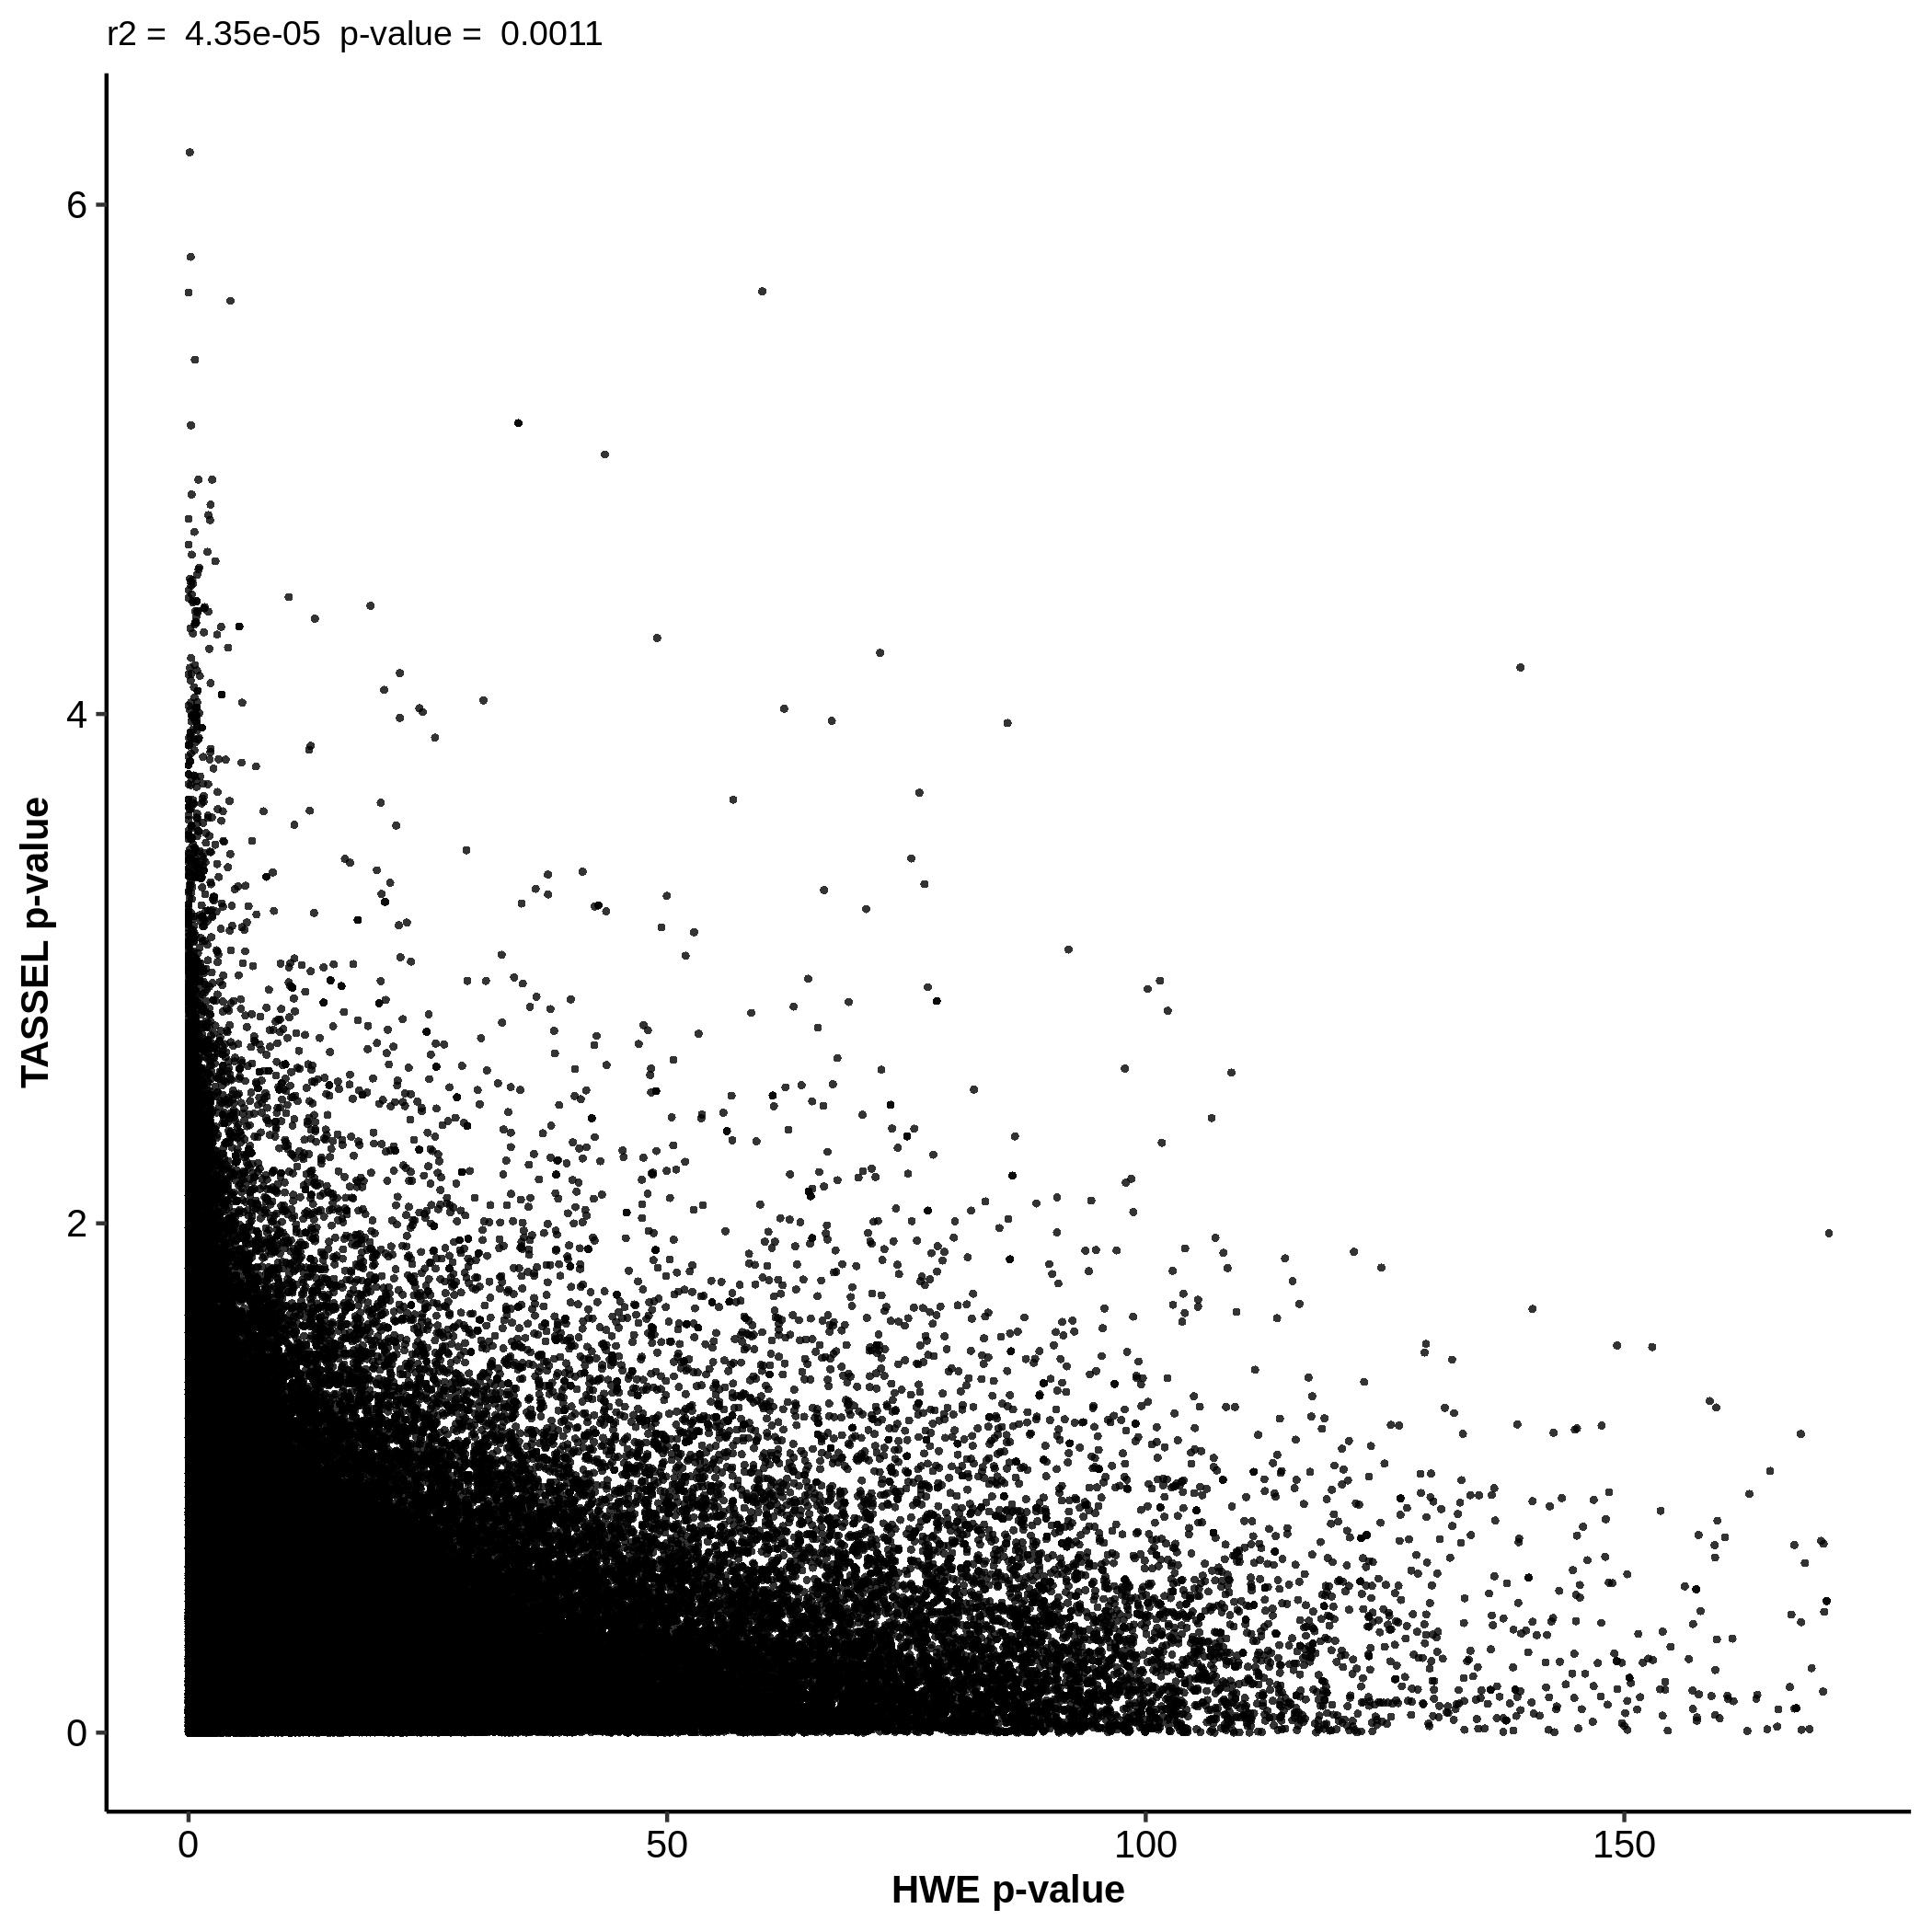 r2 = 4.35e-05 p-value = 0.0011
6
4
2
0
TASSEL p-value
0 50 100 150
HWE p-value